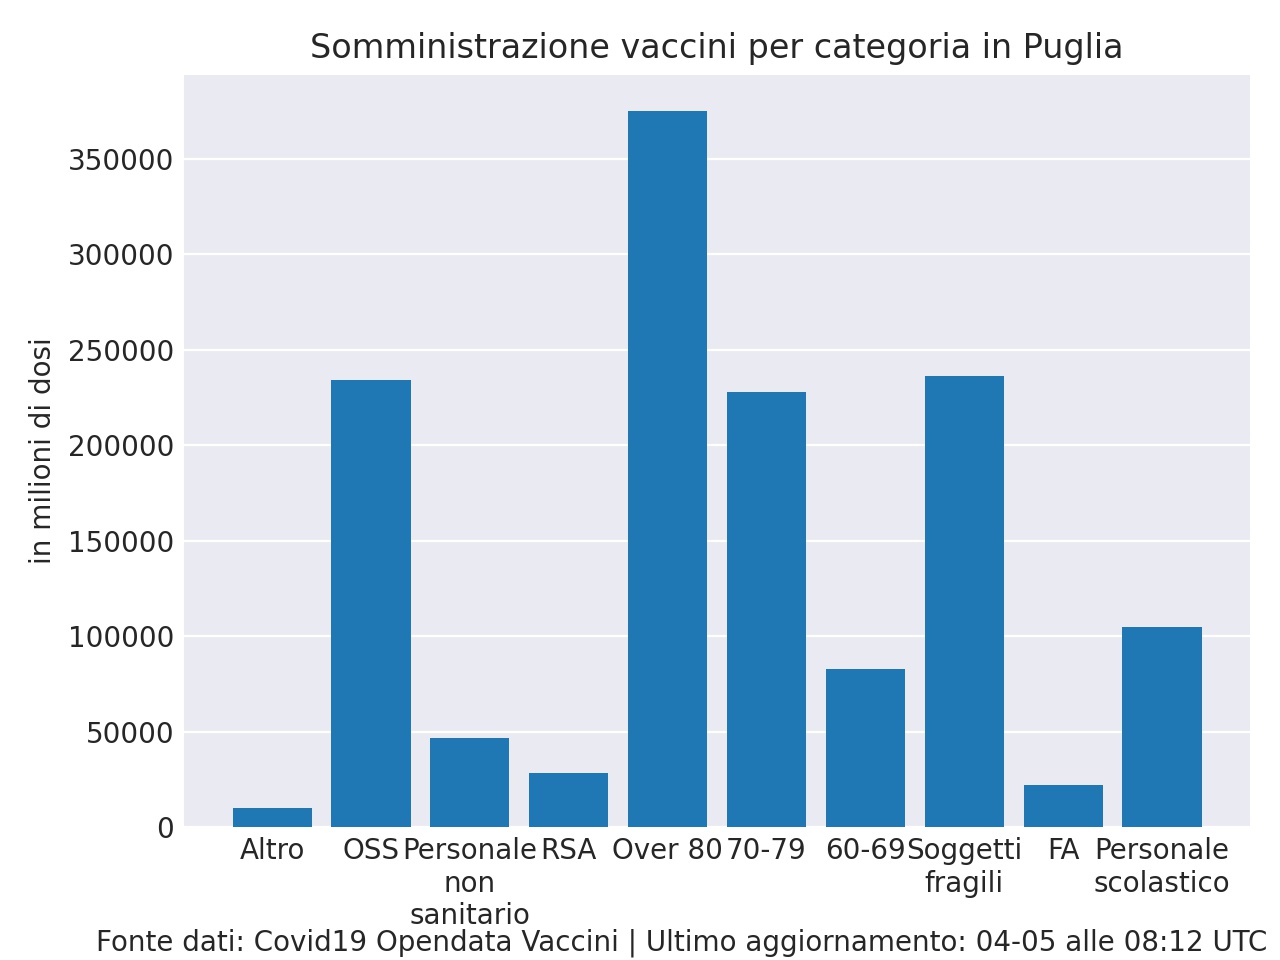 Somministrazione vaccini per categoria in Puglia
in milioni di dosi
350000
300000
250000
200000
150000
100000
50000
0
Altro OSS Personale RSA Over 80 70-79 60-69 Soggetti FA Personale
non fragili scolastico
sanitario
Fonte dati: Covid19 Opendata Vaccini | Ultimo aggiornamento: 04-05 alle 08:12 UTC